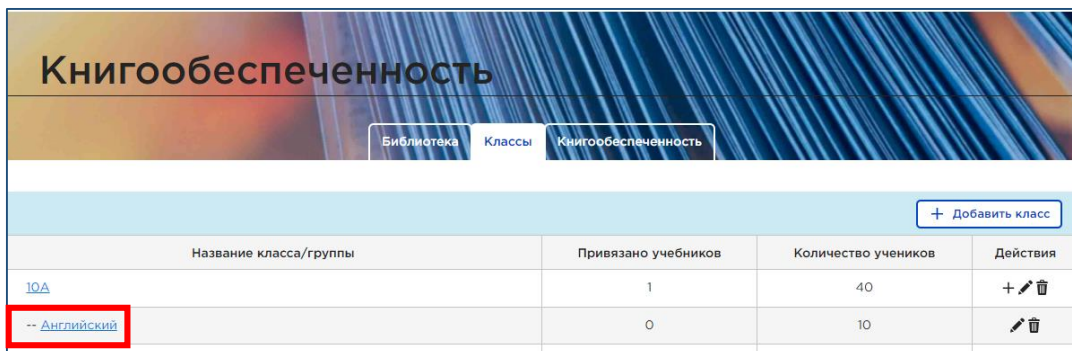 Книгообеспеченность
Библиотека Классы Книгообеспеченность
+ Добавить класс
Название класса/группы Привязано учебников Количество учеников Действия
10А 1 40
-- Английский 0 10